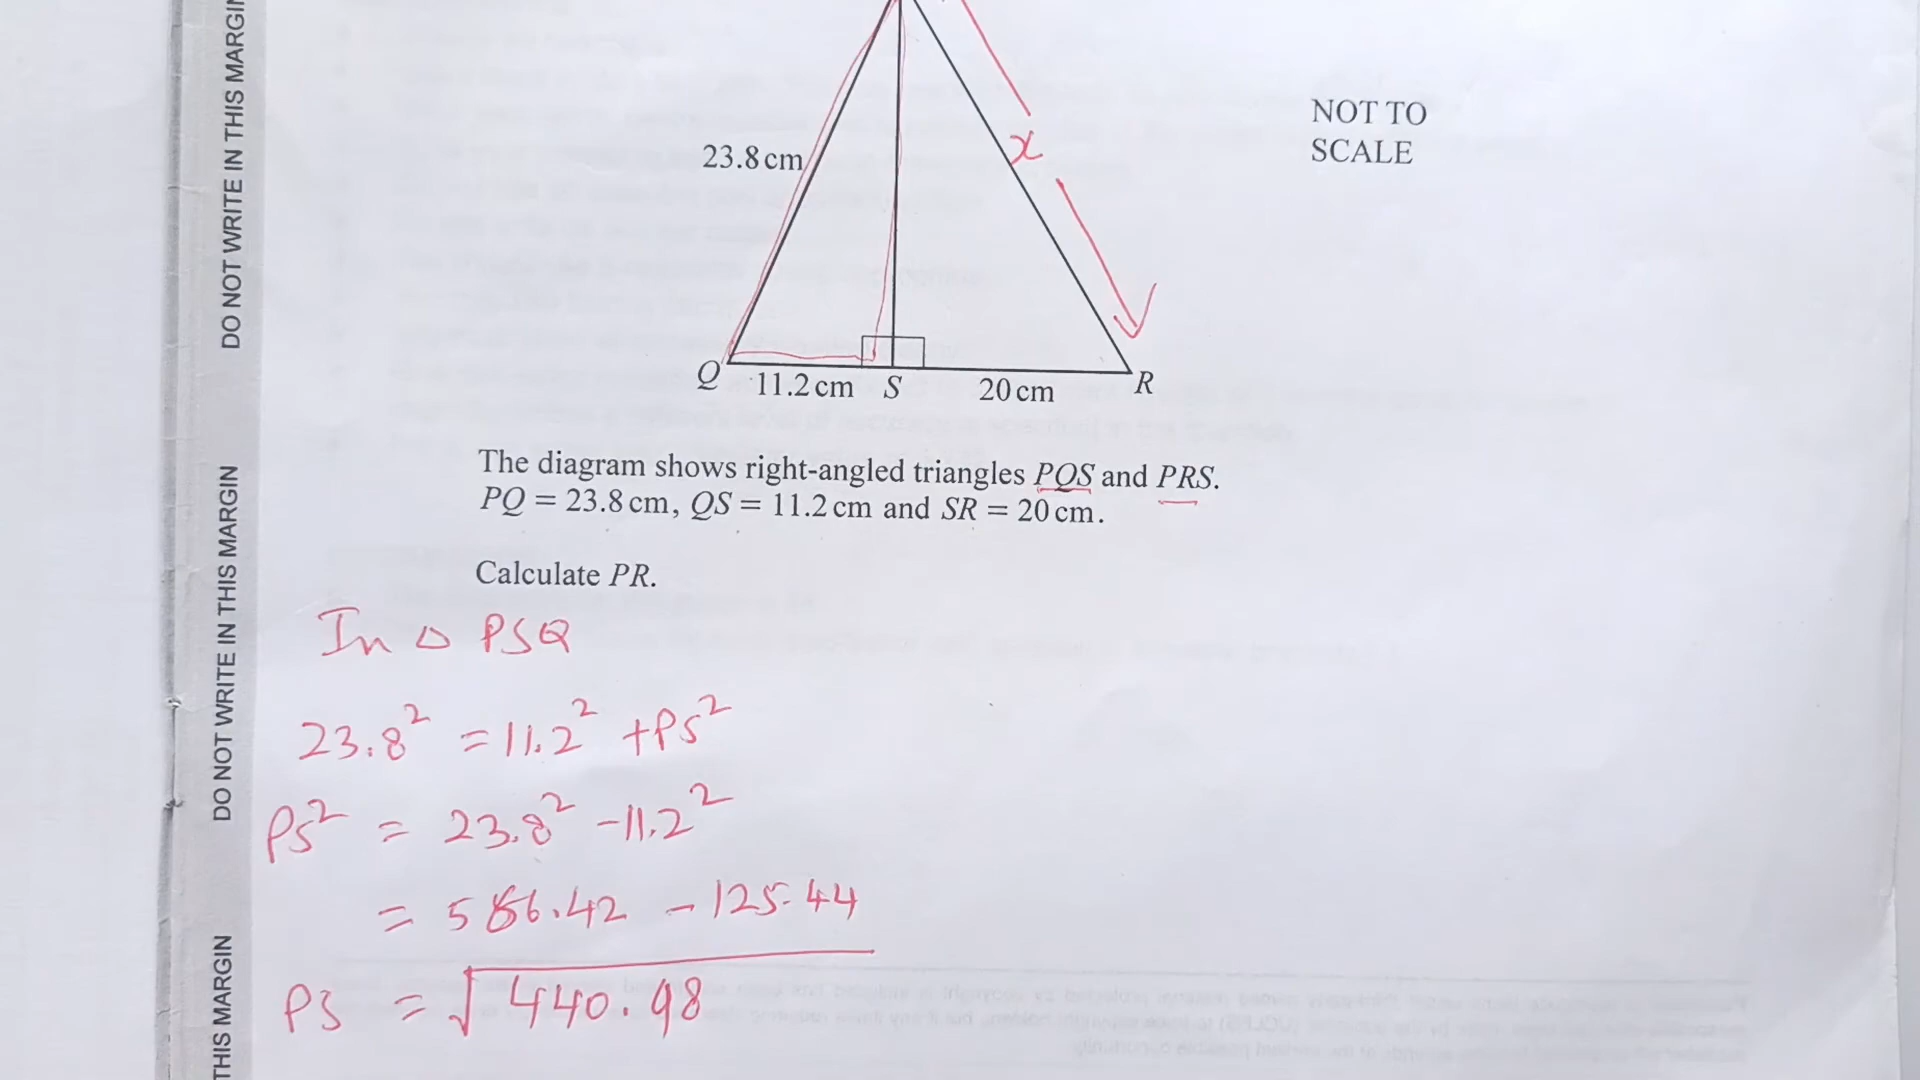 DO NOT WRITE IN THIS MARGIN
DO NOT WRITE IN THIS MARGIN
THIS MARGIN
NOT TO
SCALE
23.8 cm
x
Q 11.2 cm S 20 cm R
The diagram shows right-angled triangles PQS and PRS.
PQ = 23.8 cm, QS = 11.2 cm and SR = 20 cm.
Calculate PR.
In △ PSQ
23.8² = 11.2² + PS²
PS² = 23.8² - 11.2²
= 566.42 - 125.44
PS = √440.98